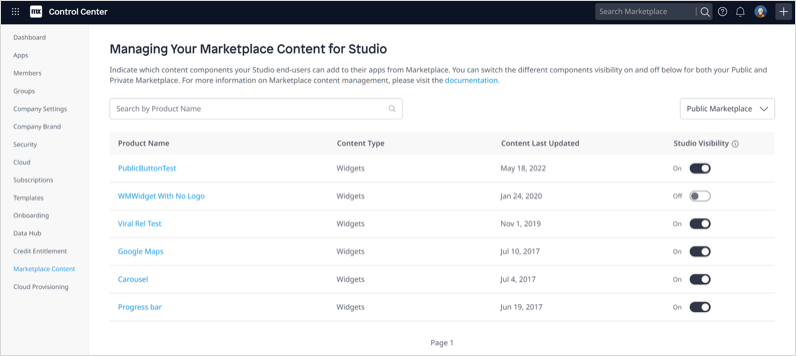 mx Control Center Search Marketplace
Dashboard
Apps
Members
Groups
Company Settings
Company Brand
Security
Cloud
Subscriptions
Templates
Onboarding
Data Hub
Credit Entitlement
Marketplace Content
Cloud Provisioning
Managing Your Marketplace Content for Studio
Indicate which content components your Studio end-users can add to their apps from Marketplace. You can switch the different components visibility on and off below for both your Public and
Private Marketplace. For more information on Marketplace content management, please visit the documentation.
Search by Product Name Public Marketplace
Product Name Content Type Content Last Updated Studio Visibility
PublicButtonTest Widgets May 18, 2022 On
WMWidget With No Logo Widgets Jan 24, 2020 Off
Viral Rel Test Widgets Nov 1, 2019 On
Google Maps Widgets Jul 10, 2017 On
Carousel Widgets Jul 4, 2017 On
Progress bar Widgets Jun 19, 2017 On
Page 1